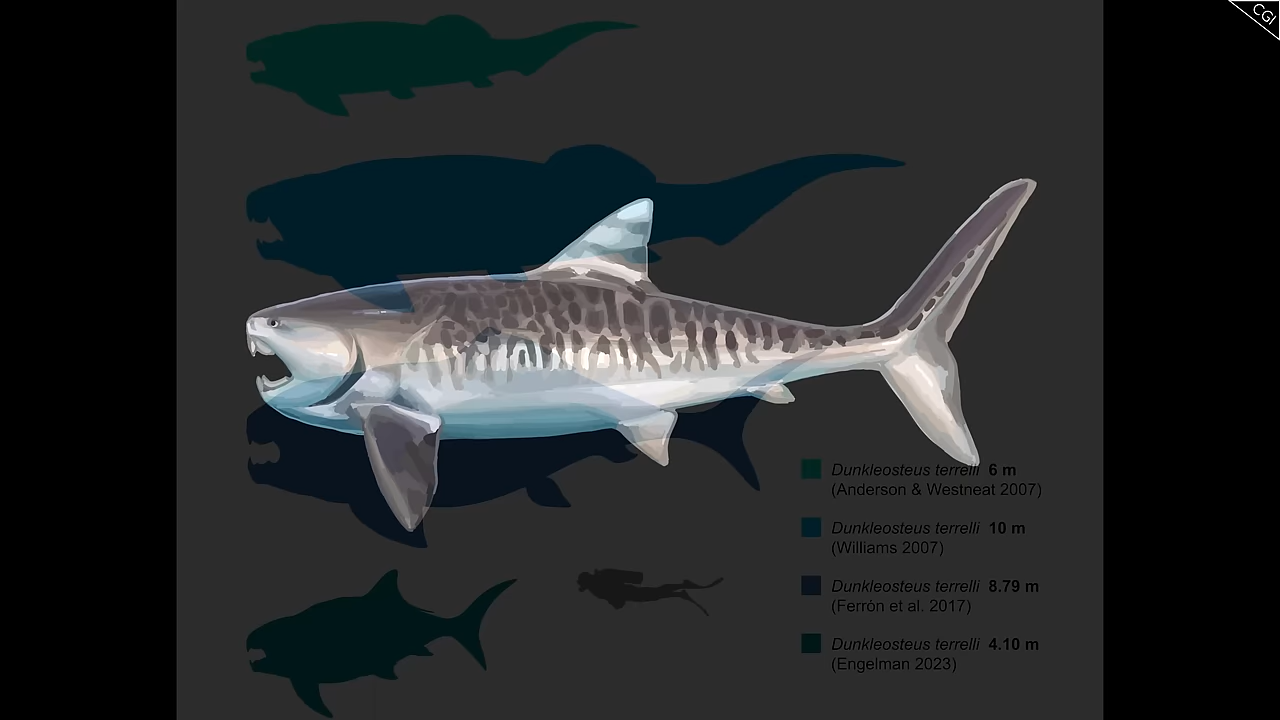 CGI
Dunkleosteus terrelli 6 m
(Anderson & Westneat 2007)
Dunkleosteus terrelli 10 m
(Williams 2007)
Dunkleosteus terrelli 8.79 m
(Ferrón et al. 2017)
Dunkleosteus terrelli 4.10 m
(Engelman 2023)